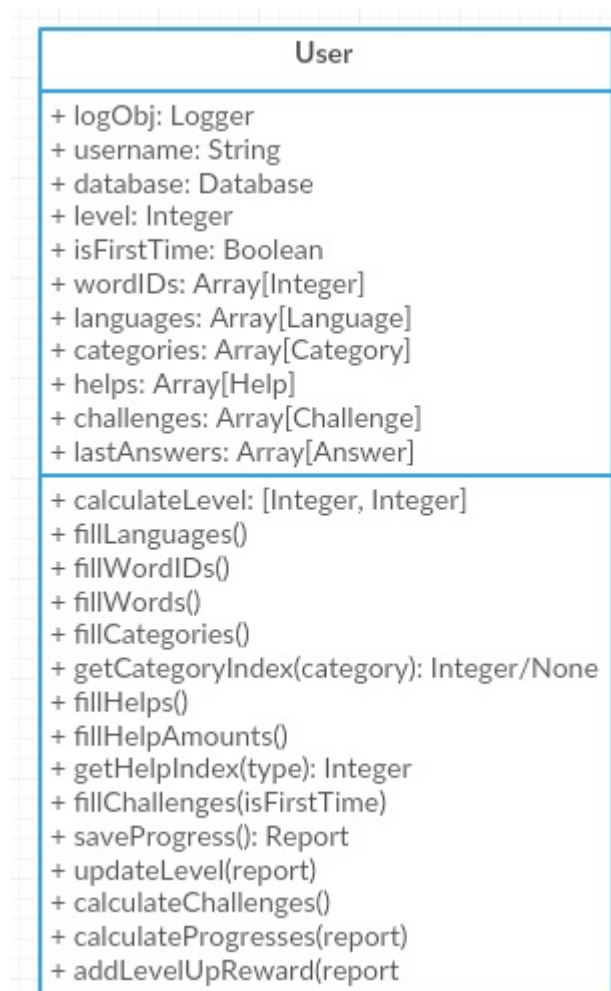 User
+ logObj: Logger
+ username: String
+ database: Database
+ level: Integer
+ isFirstTime: Boolean
+ wordIDs: Array[Integer]
+ languages: Array[Language]
+ categories: Array[Category]
+ helps: Array[Help]
+ challenges: Array[Challenge]
+ lastAnswers: Array[Answer]
+ calculateLevel: [Integer, Integer]
+ fillLanguages()
+ fillWordIDs()
+ fillWords()
+ fillCategories()
+ getCategoryIndex(category): Integer/None
+ fillHelps()
+ fillHelpAmounts()
+ getHelpIndex(type): Integer
+ fillChallenges(isFirstTime)
+ saveProgress(): Report
+ updateLevel(report)
+ calculateChallenges()
+ calculateProgresses(report)
+ addLevelUpReward(report